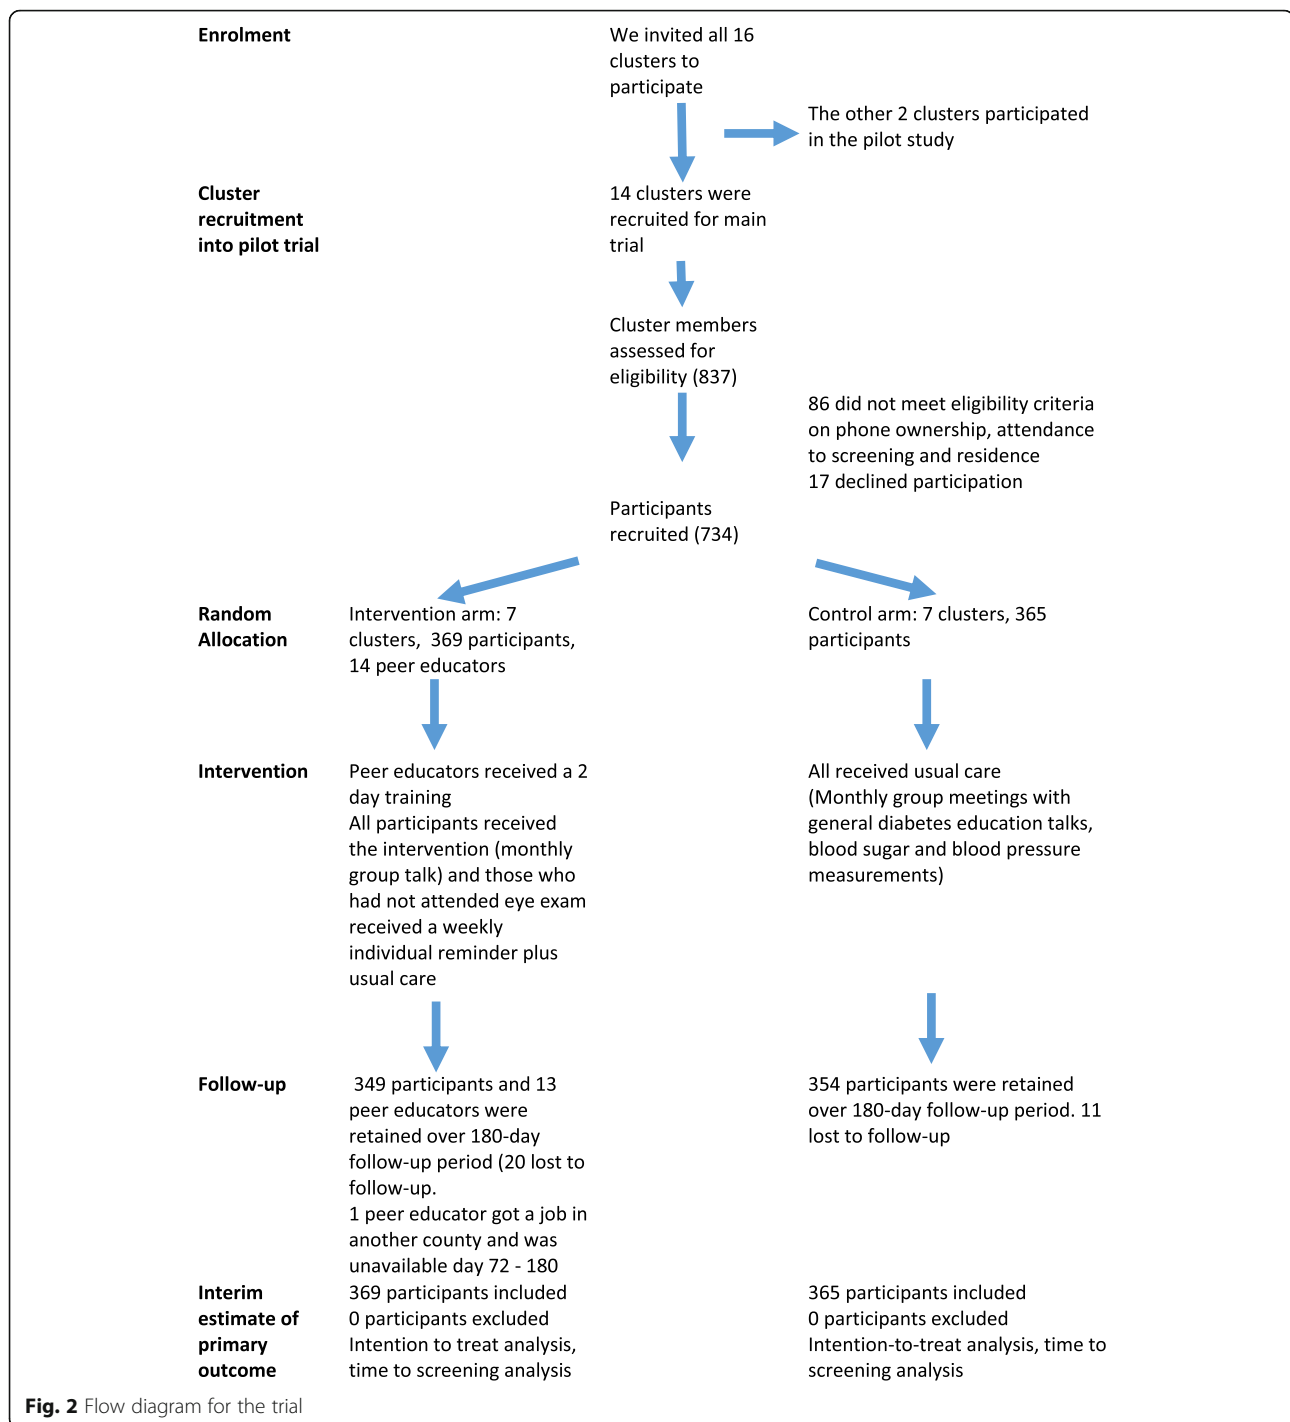 Enrolment
We invited all 16
clusters to
participate
The other 2 clusters participated
in the pilot study
Cluster
recruitment
into pilot trial
14 clusters were
recruited for main
trial
Cluster members
assessed for
eligibility (837)
86 did not meet eligibility criteria
on phone ownership, attendance
to screening and residence
17 declined participation
Participants
recruited (734)
Random
Allocation
Intervention arm: 7
clusters,  369 participants,
14 peer educators
Control arm: 7 clusters, 365
participants
Intervention
Peer educators received a 2
day training
All participants received
the intervention (monthly
group talk) and those who
had not attended eye exam
received a weekly
individual reminder plus
usual care
All received usual care
(Monthly group meetings with
general diabetes education talks,
blood sugar and blood pressure
measurements)
Follow-up
349 participants and 13
peer educators were
retained over 180-day
follow-up period (20 lost to
follow-up.
1 peer educator got a job in
another county and was
unavailable day 72 - 180
354 participants were retained
over 180-day follow-up period. 11
lost to follow-up
Interim
estimate of
primary
outcome
369 participants included
0 participants excluded
Intention to treat analysis,
time to screening analysis
365 participants included
0 participants excluded
Intention-to-treat analysis, time to
screening analysis
Fig. 2 Flow diagram for the trial